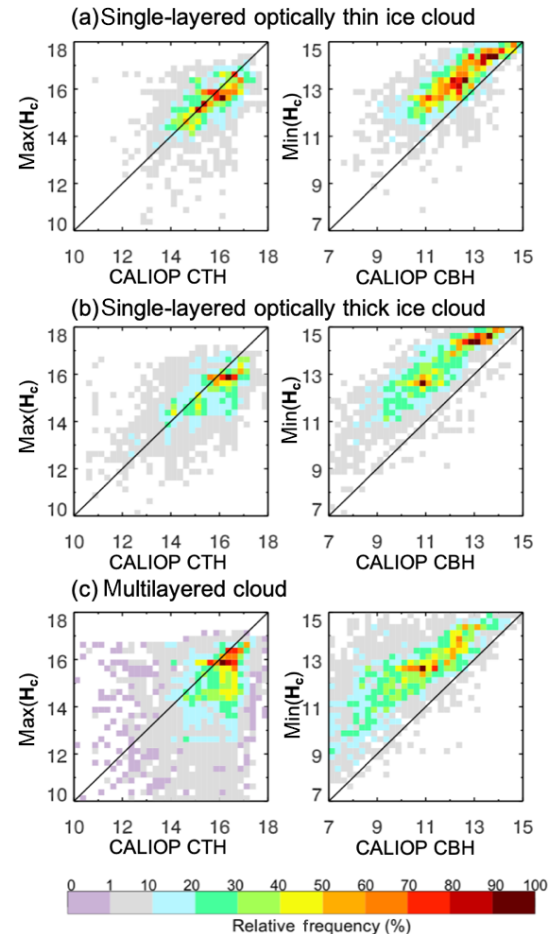 (a)Single-layered optically thin ice cloud
18
16
14
12
10
Max(Hc)
10 12 14 16 18
CALIOP CTH
15
13
11
9
7
Min(Hc)
7 9 11 13 15
CALIOP CBH
(b)Single-layered optically thick ice cloud
18
16
14
12
10
Max(Hc)
10 12 14 16 18
CALIOP CTH
15
13
11
9
7
Min(Hc)
7 9 11 13 15
CALIOP CBH
(c) Multilayered cloud
18
16
14
12
10
Max(Hc)
10 12 14 16 18
CALIOP CTH
15
13
11
9
7
Min(Hc)
7 9 11 13 15
CALIOP CBH
0 1 10 20 30 40 50 60 70 80 90 100
Relative frequency (%)